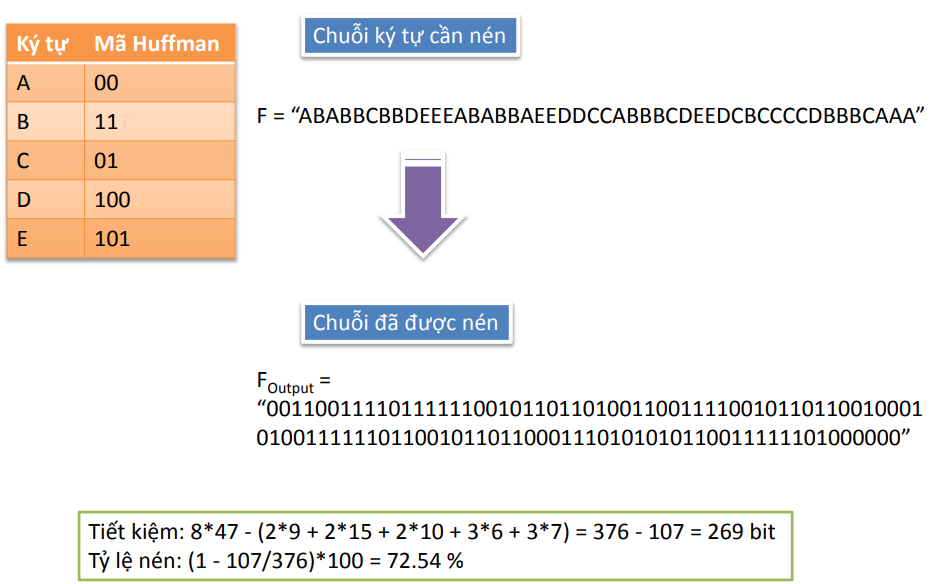 Ký tự Mã Huffman
A 00
B 11
C 01
D 100
E 101
Chuỗi ký tự cần nén
F = “ABABBCBBDEEEABABBAEEDDCCABBBCDEEDCBCCCCDBBBCAAA”
Chuỗi đã được nén
FOutput =
“001100111101111110010110110100110011110010110110010001
01001111110110010110110001110101010110011111101000000”
Tiết kiệm: 8*47 - (2*9 + 2*15 + 2*10 + 3*6 + 3*7) = 376 - 107 = 269 bit
Tỷ lệ nén: (1 - 107/376)*100 = 72.54 %